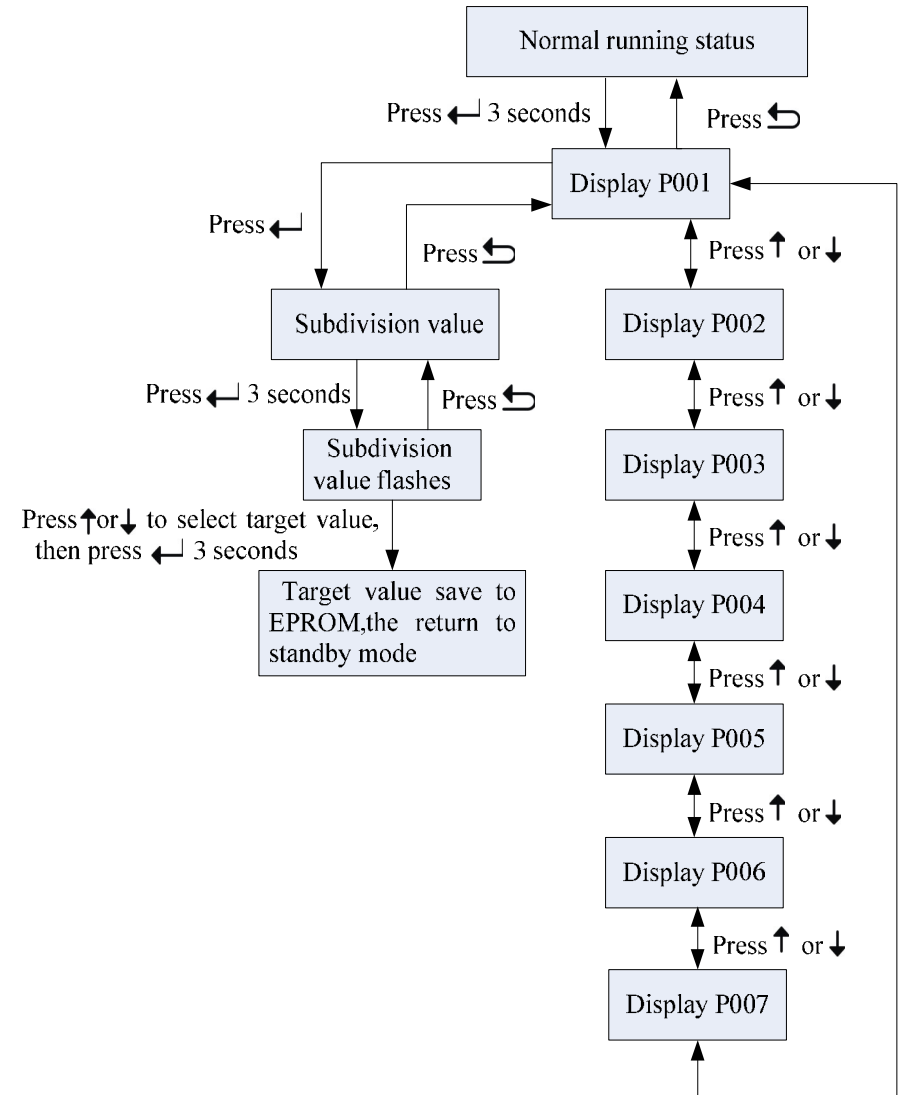 Normal running status
Press ↵ 3 seconds
Press ⮌
Display P001
Press ↵
Press ⮌
Press ↑ or ↓
Subdivision value
Display P002
Press ↵ 3 seconds
Press ⮌
Press ↑ or ↓
Subdivision
value flashes
Display P003
Press ↑or↓ to select target value,
then press ↵ 3 seconds
Press ↑ or ↓
Target value save to
EPROM,the return to
standby mode
Display P004
Press ↑ or ↓
Display P005
Press ↑ or ↓
Display P006
Press ↑ or ↓
Display P007